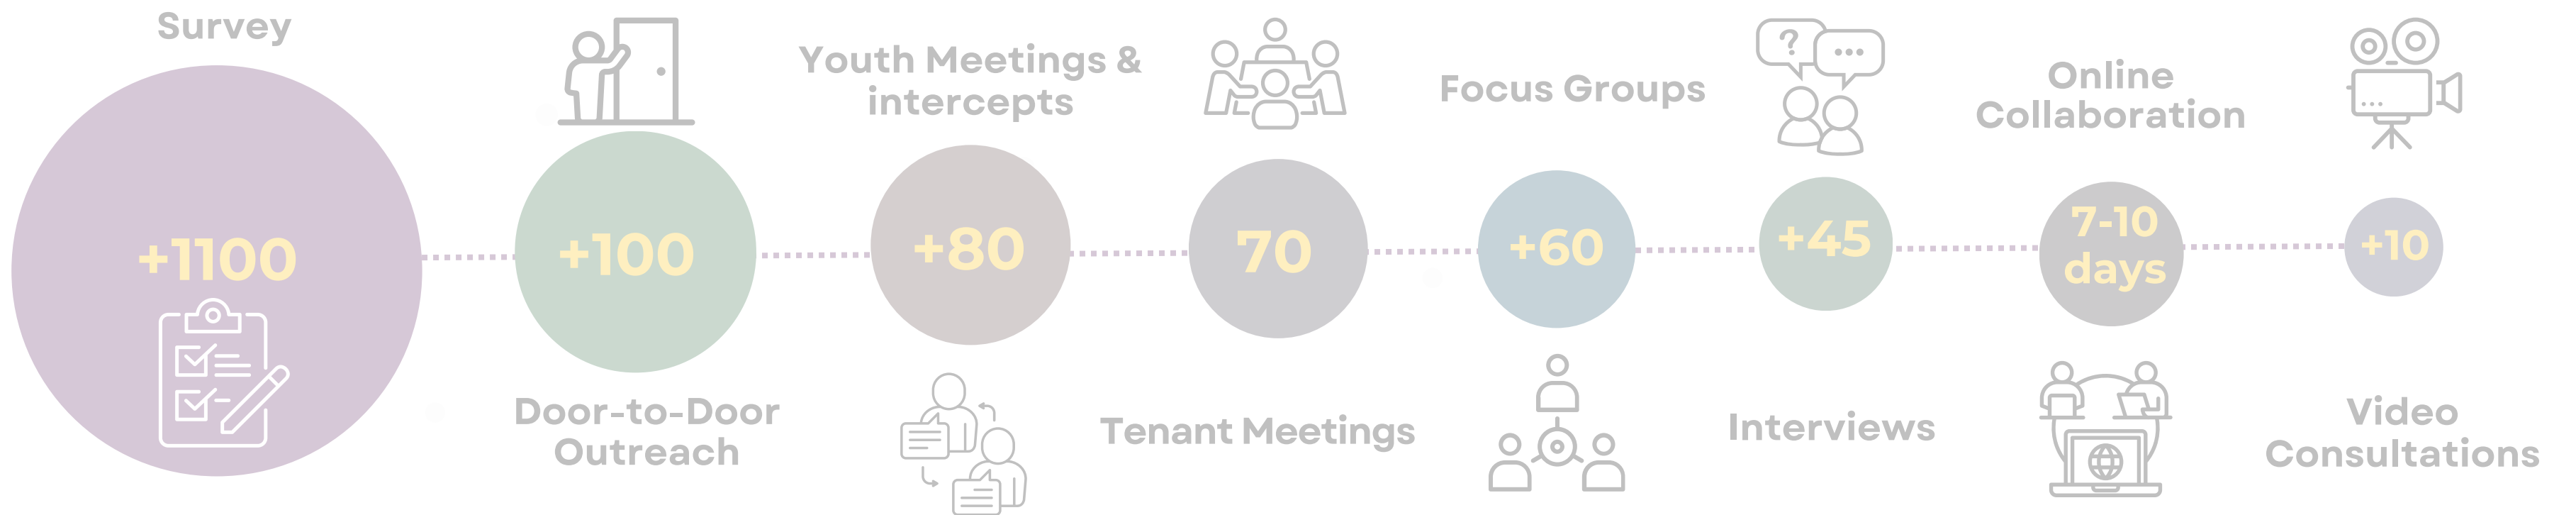 Survey
+1100
+100
Door-to-Door
Outreach
Youth Meetings &
intercepts
+80
70
Tenant Meetings
Focus Groups
+60
?
+45
Interviews
Online
Collaboration
7-10
days
+10
Video
Consultations